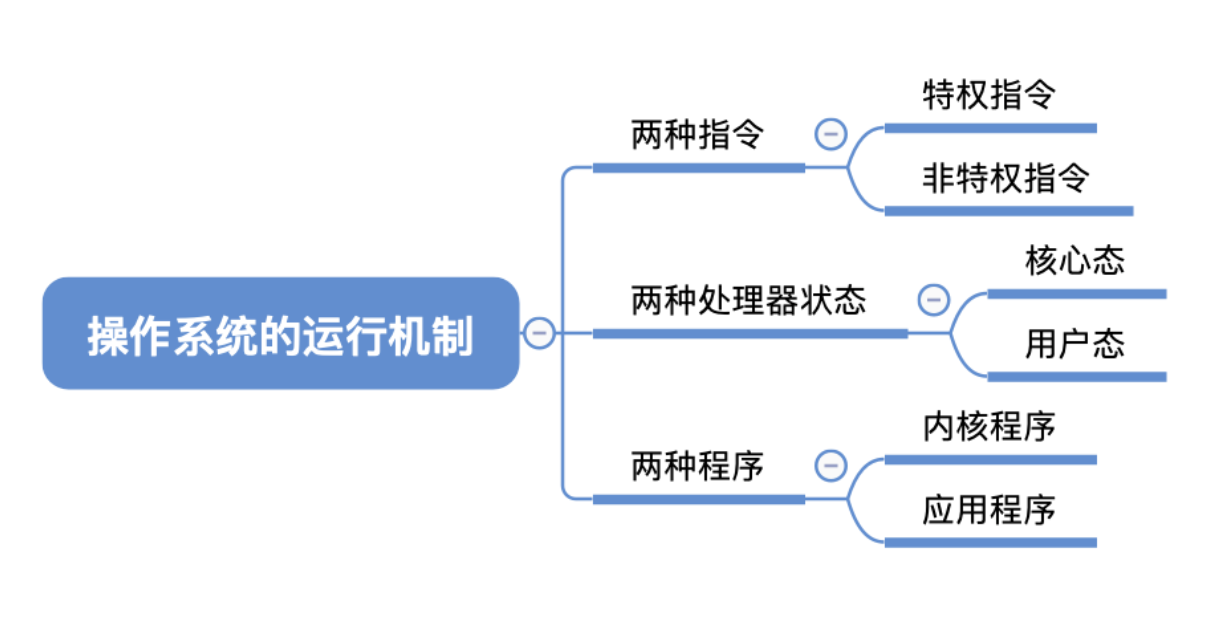 操作系统的运行机制
两种指令
特权指令
非特权指令
两种处理器状态
核心态
用户态
两种程序
内核程序
应用程序